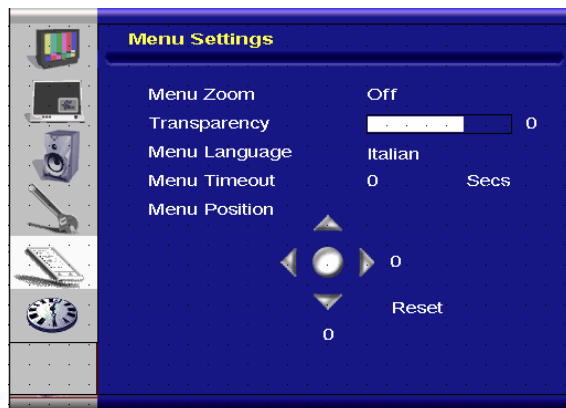 Menu Settings
Menu Zoom Off
Transparency 0
Menu Language Italian
Menu Timeout 0 Secs
Menu Position
0
Reset
0